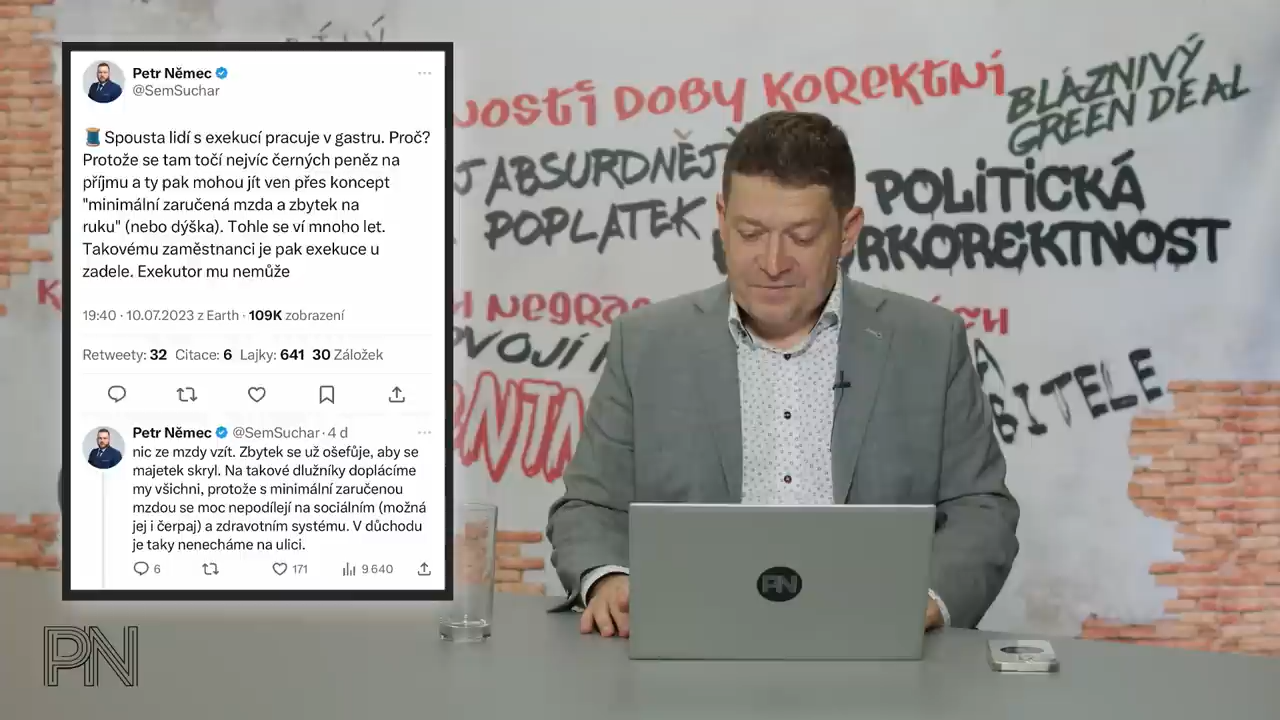 Petr Němec
@SemSuchar
Spousta lidí s exekucí pracuje v gastru. Proč?
Protože se tam točí nejvíc černých peněz na
příjmu a ty pak mohou jít ven přes koncept
"minimální zaručená mzda a zbytek na
ruku" (nebo dýška). Tohle se ví mnoho let.
Takovému zaměstnanci je pak exekuce u
zadele. Exekutor mu nemůže
19:40 · 10.07.2023 z Earth · 109K zobrazení
Retweety: 32 Citace: 6 Lajky: 641 30 Záložek
Petr Němec @SemSuchar · 4 d
nic ze mzdy vzít. Zbytek se už ošefuje, aby se
majetek skryl. Na takové dlužníky doplácíme
my všichni, protože s minimální zaručenou
mzdou se moc nepodílejí na sociálním (možná
jej i čerpaj) a zdravotním systému. V důchodu
je taky nenecháme na ulici.
6 171 9 640
NOSTÍ DOBY KOREKTNÍ
BLÁZNIVÝ
GREEN DEAL
J ABSURDNĚJ
POPLATEK
POLITICKÁ
RKOREKTNOST
VOJÍ
BITELE
PN
PN